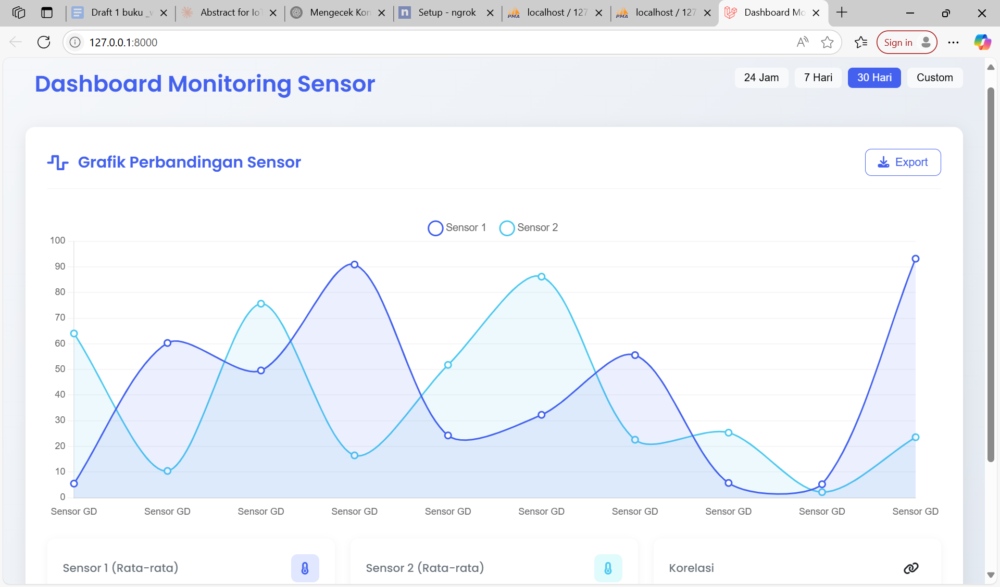 Draft 1 buku _w
Abstract for IoT
Mengecek Kon
Setup - ngrok
localhost / 127
localhost / 127
Dashboard Mo
127.0.0.1:8000
Sign in
Dashboard Monitoring Sensor
24 Jam
7 Hari
30 Hari
Custom
Grafik Perbandingan Sensor
Export
Sensor 1
Sensor 2
100
90
80
70
60
50
40
30
20
10
0
Sensor GD
Sensor GD
Sensor GD
Sensor GD
Sensor GD
Sensor GD
Sensor GD
Sensor GD
Sensor GD
Sensor GD
Sensor 1 (Rata-rata)
Sensor 2 (Rata-rata)
Korelasi